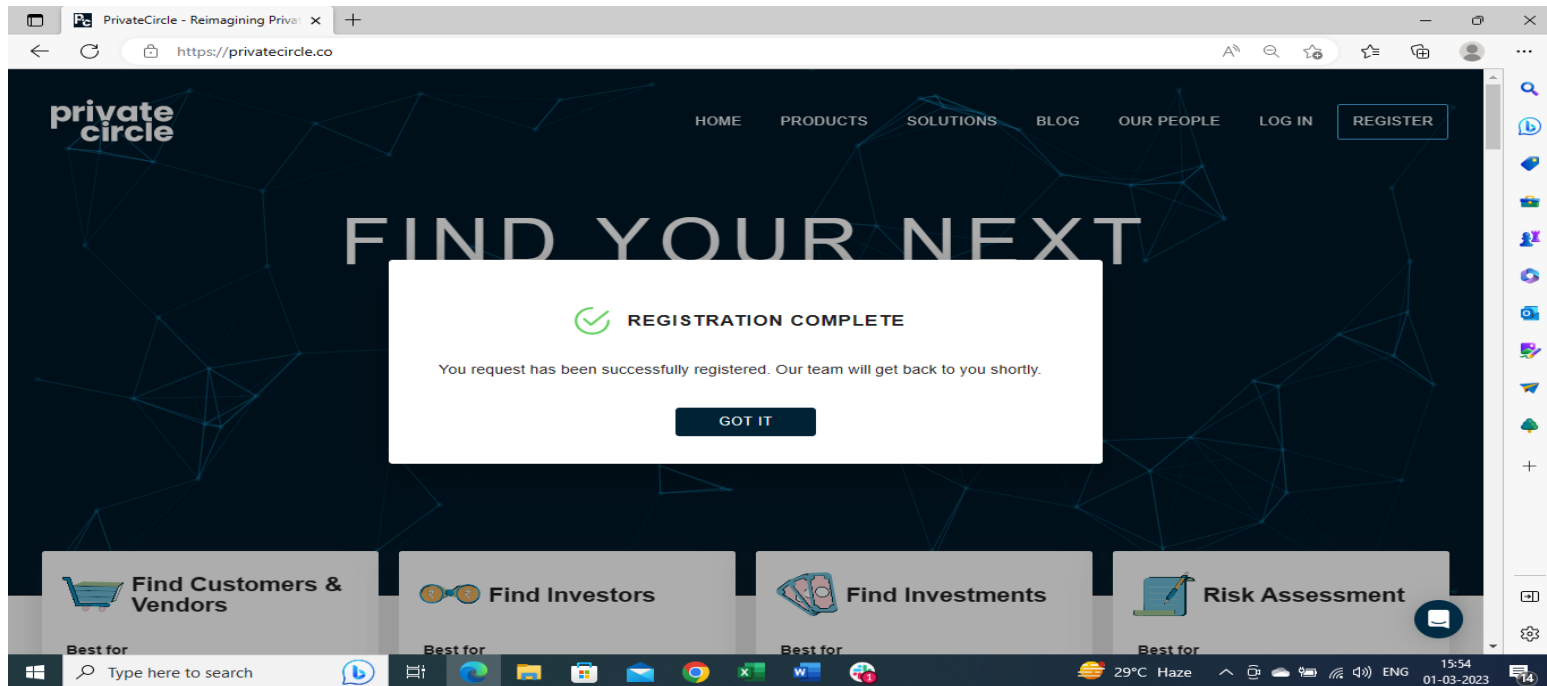 PrivateCircle - Reimagining Privat
https://privatecircle.co
private
circle
HOME PRODUCTS SOLUTIONS BLOG OUR PEOPLE LOG IN REGISTER
FIND YOUR NEXT
REGISTRATION COMPLETE
You request has been successfully registered. Our team will get back to you shortly.
GOT IT
Find Customers &
Vendors
Find Investors
Find Investments
Risk Assessment
Best for
Best for
Best for
Best for
Type here to search
29°C Haze
ENG
15:54
01-03-2023
14